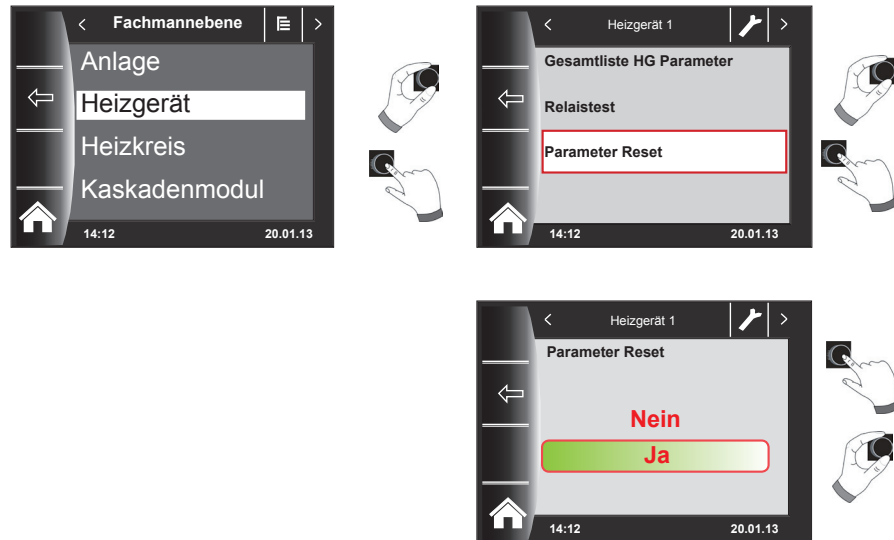 Fachmannebene
Anlage
Heizgerät
Heizkreis
Kaskadenmodul
14:12 20.01.13
Heizgerät 1
Gesamtliste HG Parameter
Relaistest
Parameter Reset
14:12 20.01.13
Heizgerät 1
Parameter Reset
Nein
Ja
14:12 20.01.13